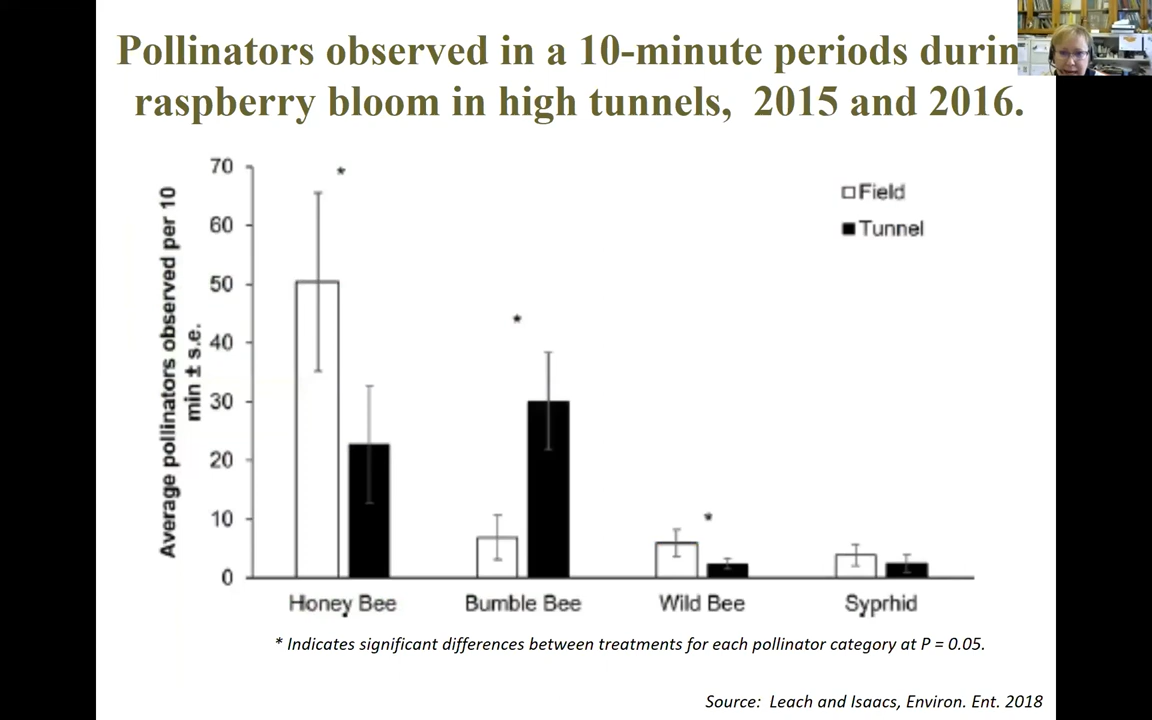 Pollinators observed in a 10-minute periods durin
raspberry bloom in high tunnels, 2015 and 2016.
Average pollinators observed per 10
min ± s.e.
70
60
50
40
30
20
10
0
*
*
*
Field
Tunnel
Honey Bee
Bumble Bee
Wild Bee
Syprhid
* Indicates significant differences between treatments for each pollinator category at P = 0.05.
Source: Leach and Isaacs, Environ. Ent. 2018